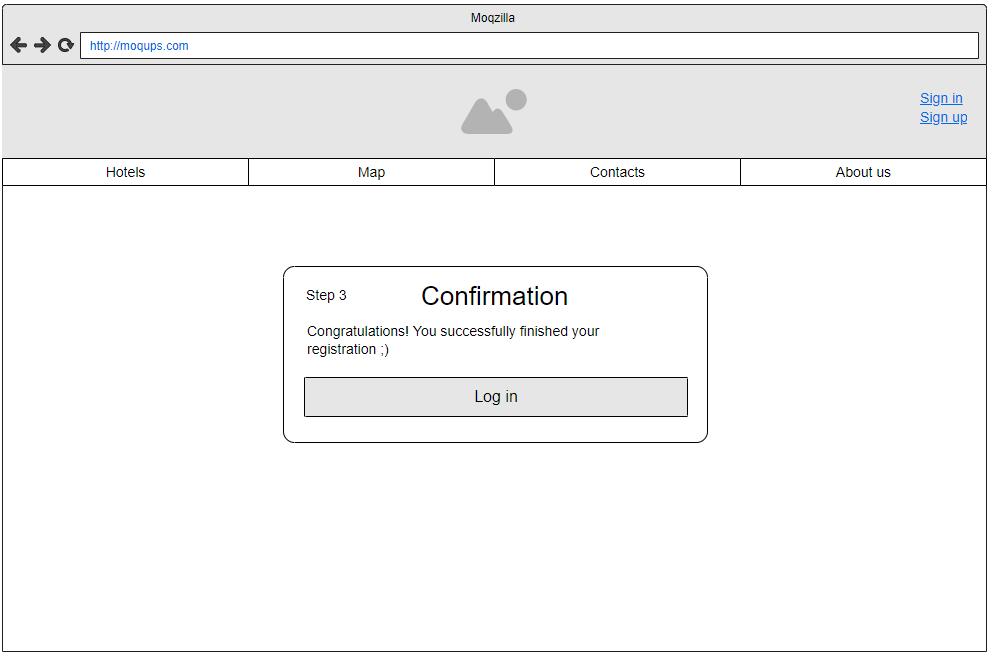 Moqzilla
http://moqups.com
Sign in
Sign up
Hotels Map Contacts About us
Step 3 Confirmation
Congratulations! You successfully finished your
registration ;)
Log in